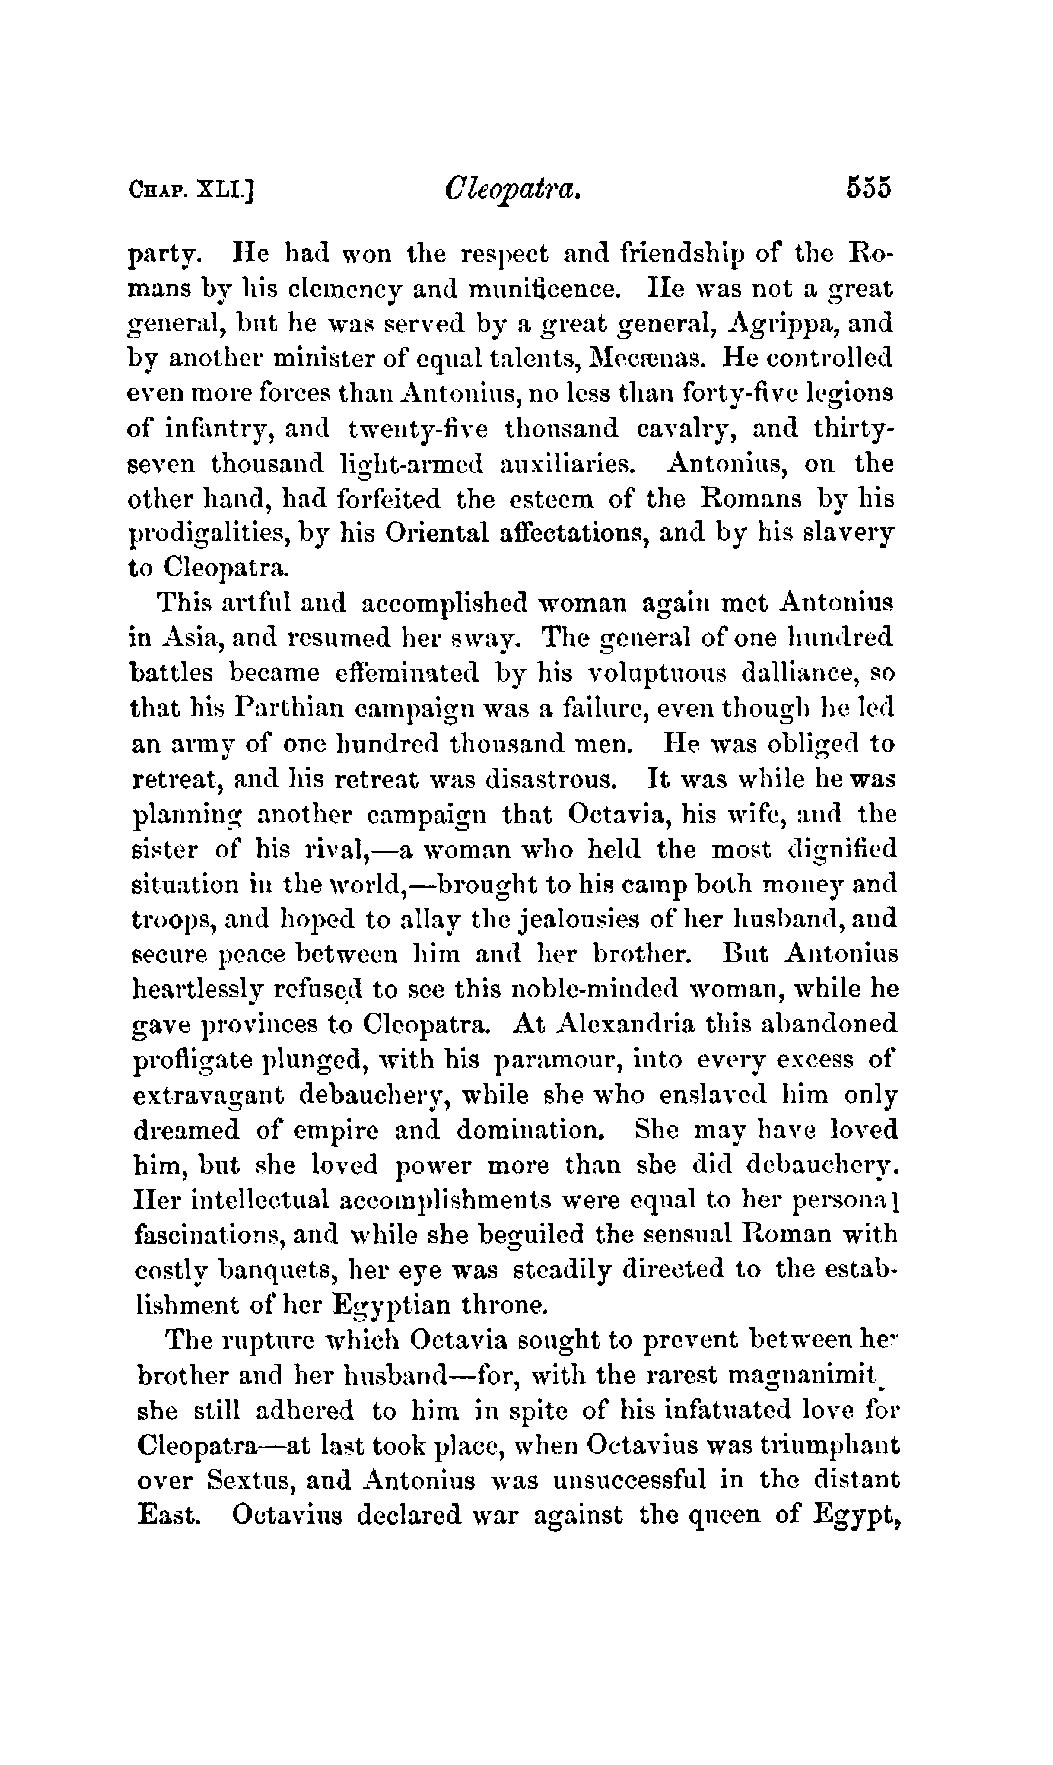 CHAP. XLI.] Cleopatra. 555
party. He had won the respect and friendship of the Ro-
mans by his clemency and munificence. He was not a great
general, but he was served by a great general, Agrippa, and
by another minister of equal talents, Mecænas. He controlled
even more forces than Antonius, no less than forty-five legions
of infantry, and twenty-five thousand cavalry, and thirty-
seven thousand light-armed auxiliaries. Antonius, on the
other hand, had forfeited the esteem of the Romans by his
prodigalities, by his Oriental affectations, and by his slavery
to Cleopatra.
This artful and accomplished woman again met Antonius
in Asia, and resumed her sway. The general of one hundred
battles became effeminated by his voluptuous dalliance, so
that his Parthian campaign was a failure, even though he led
an army of one hundred thousand men. He was obliged to
retreat, and his retreat was disastrous. It was while he was
planning another campaign that Octavia, his wife, and the
sister of his rival,—a woman who held the most dignified
situation in the world,—brought to his camp both money and
troops, and hoped to allay the jealousies of her husband, and
secure peace between him and her brother. But Antonius
heartlessly refused to see this noble-minded woman, while he
gave provinces to Cleopatra. At Alexandria this abandoned
profligate plunged, with his paramour, into every excess of
extravagant debauchery, while she who enslaved him only
dreamed of empire and domination. She may have loved
him, but she loved power more than she did debauchery.
Her intellectual accomplishments were equal to her personal
fascinations, and while she beguiled the sensual Roman with
costly banquets, her eye was steadily directed to the estab-
lishment of her Egyptian throne.
The rupture which Octavia sought to prevent between her
brother and her husband—for, with the rarest magnanimit
she still adhered to him in spite of his infatuated love for
Cleopatra—at last took place, when Octavius was triumphant
over Sextus, and Antonius was unsuccessful in the distant
East. Octavius declared war against the queen of Egypt,